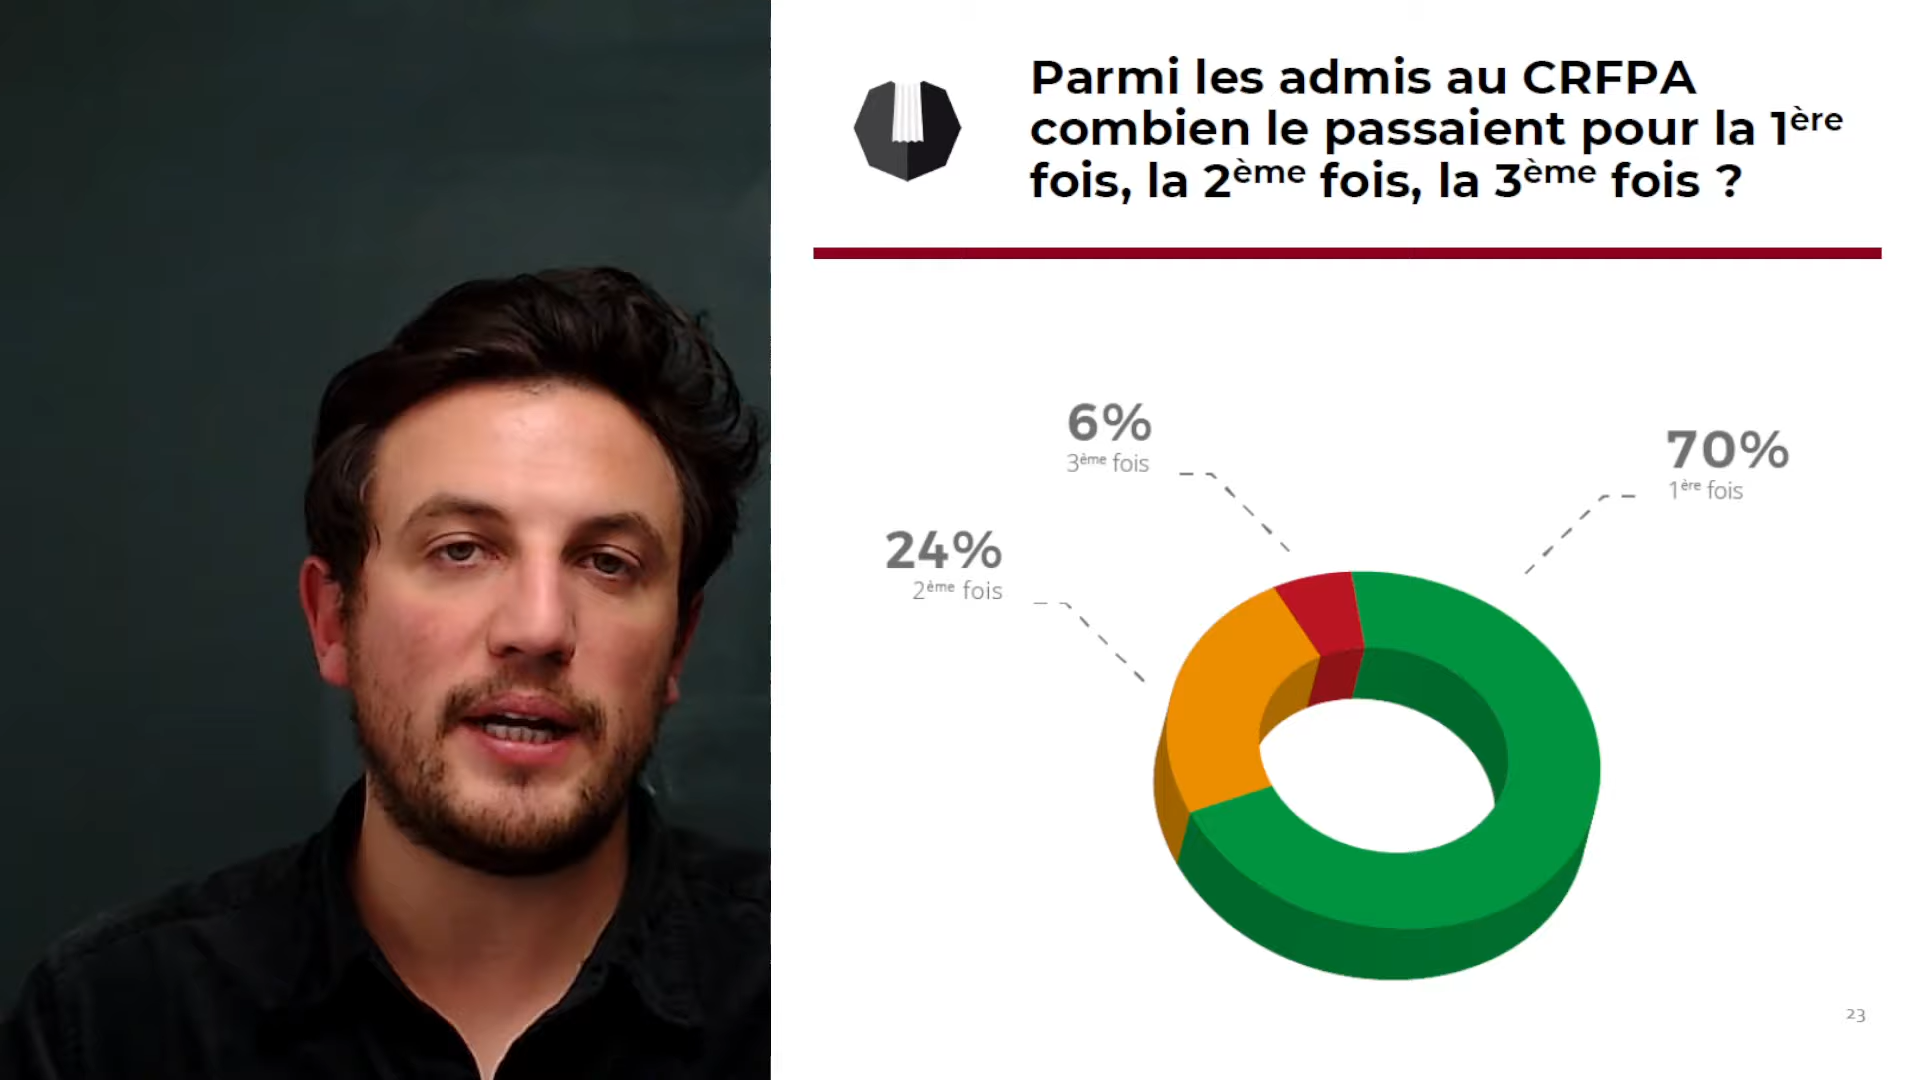 Parmi les admis au CRFPA
combien le passaient pour la 1ère
fois, la 2ème fois, la 3ème fois ?
6%
3ème fois
70%
1ère fois
24%
2ème fois
23